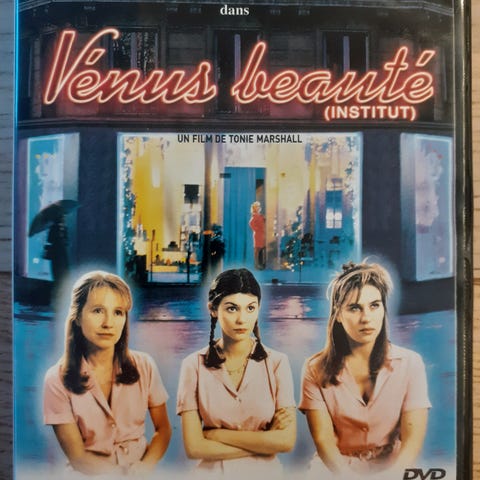 dans
Vénus beauté
(INSTITUT)
UN FILM DE TONIE MARSHALL
DVD